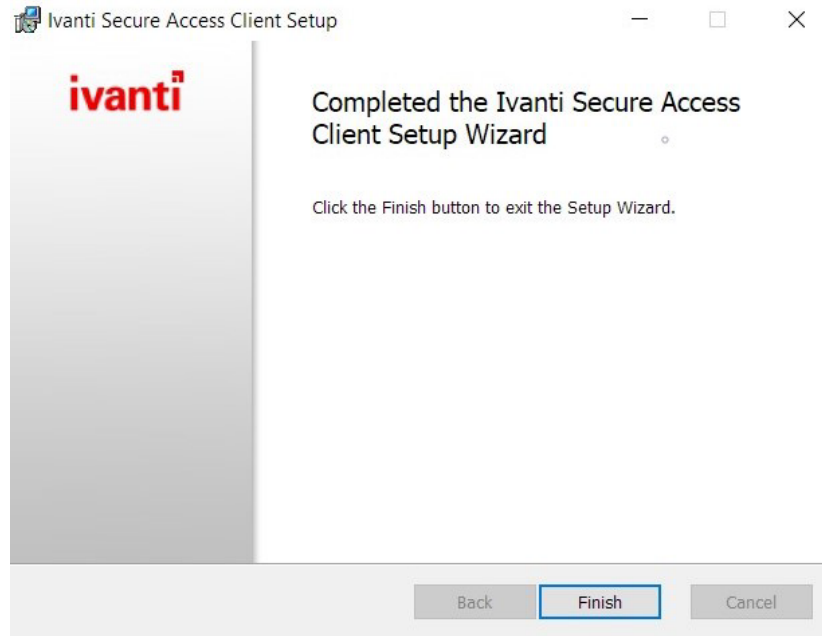 Ivanti Secure Access Client Setup
ivanti
Completed the Ivanti Secure Access
Client Setup Wizard
Click the Finish button to exit the Setup Wizard.
Back
Finish
Cancel